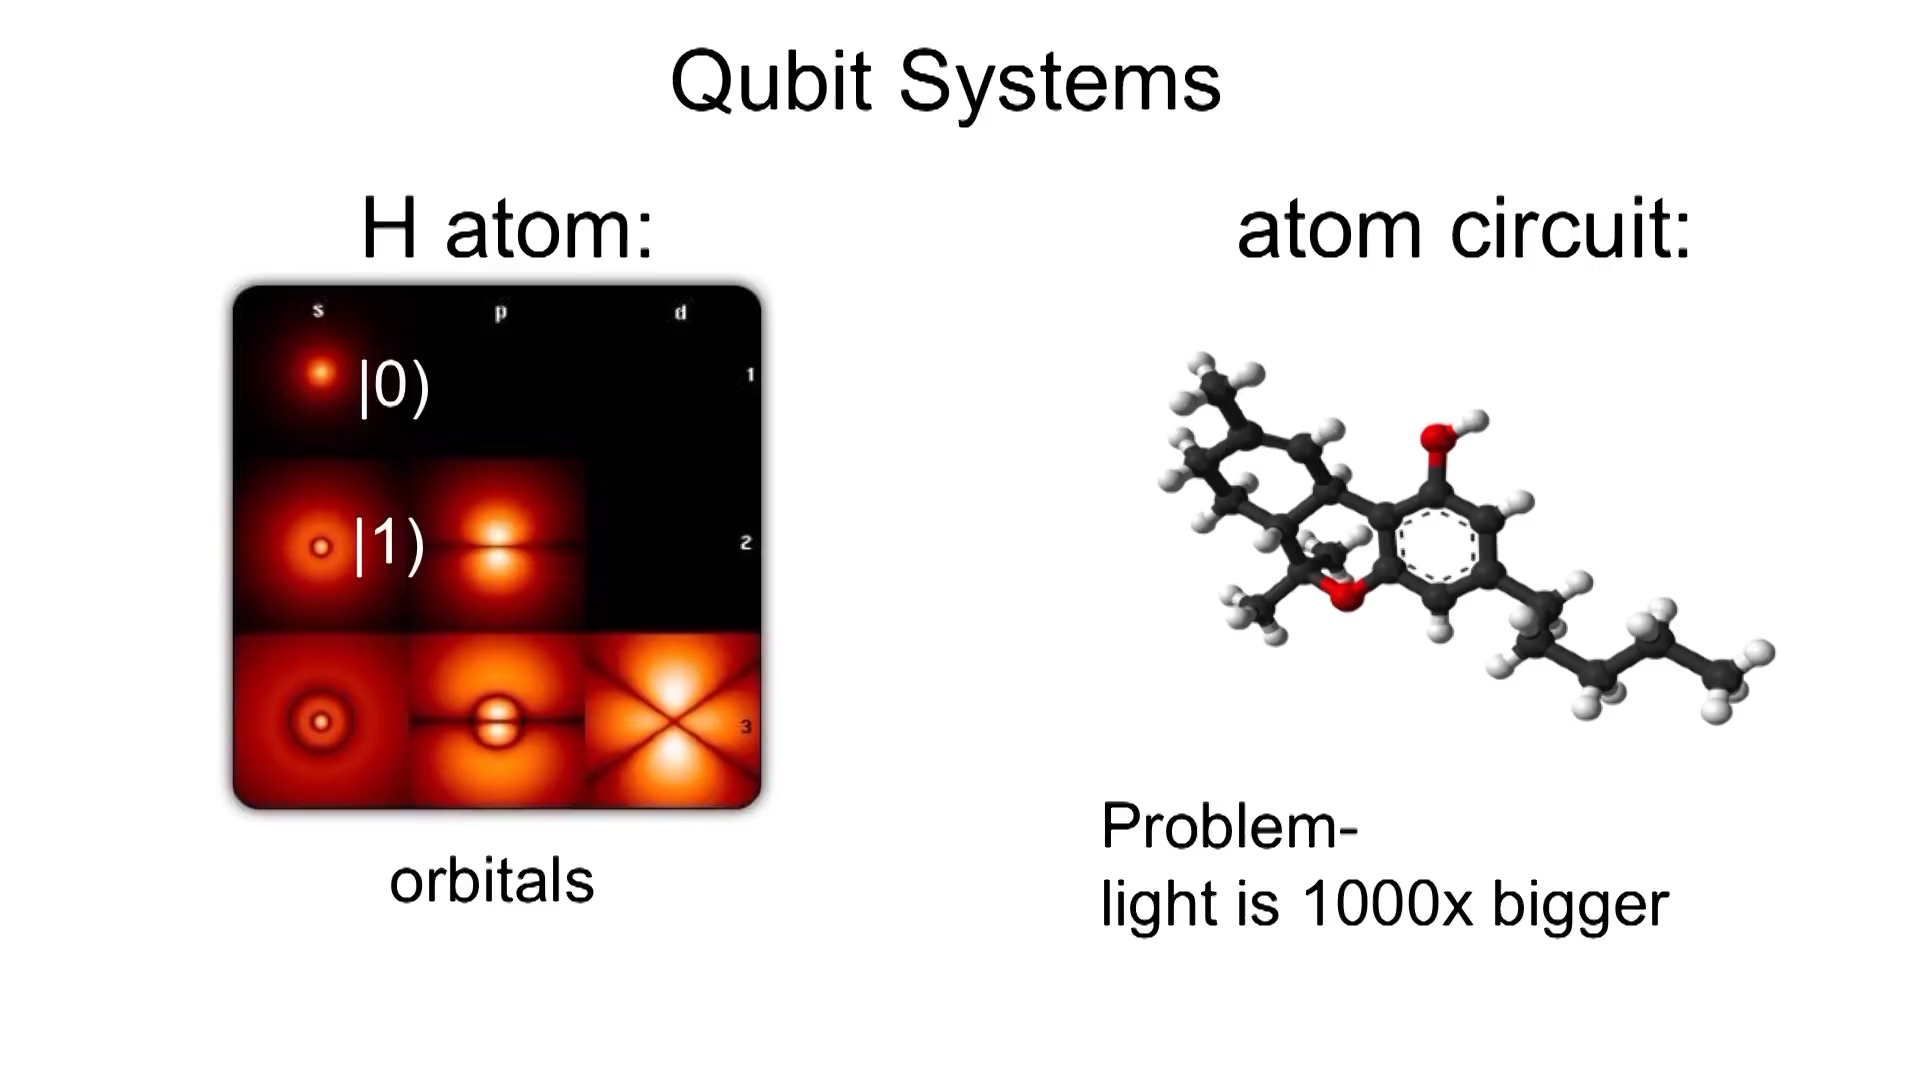 Qubit Systems
H atom:
atom circuit:
s p d
|0)
1
|1)
2
3
orbitals
Problem-
light is 1000x bigger